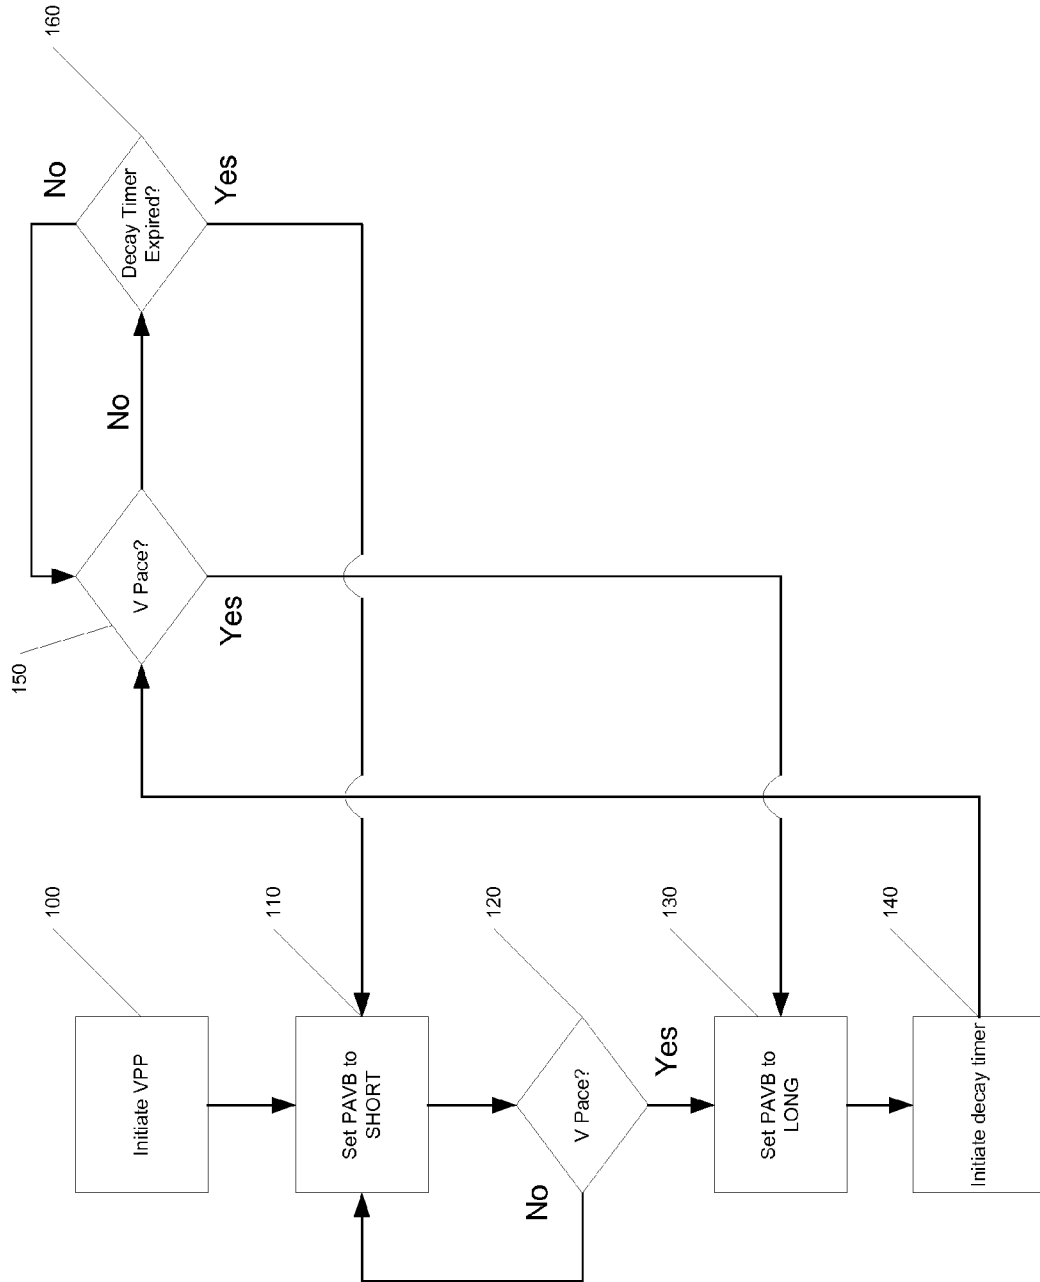 100
Initiate VPP
110
Set PAVB to
SHORT
120
V Pace?
No
Yes
130
Set PAVB to
LONG
140
Initiate decay timer
150
V Pace?
No
Yes
160
Decay Timer
Expired?
No
Yes